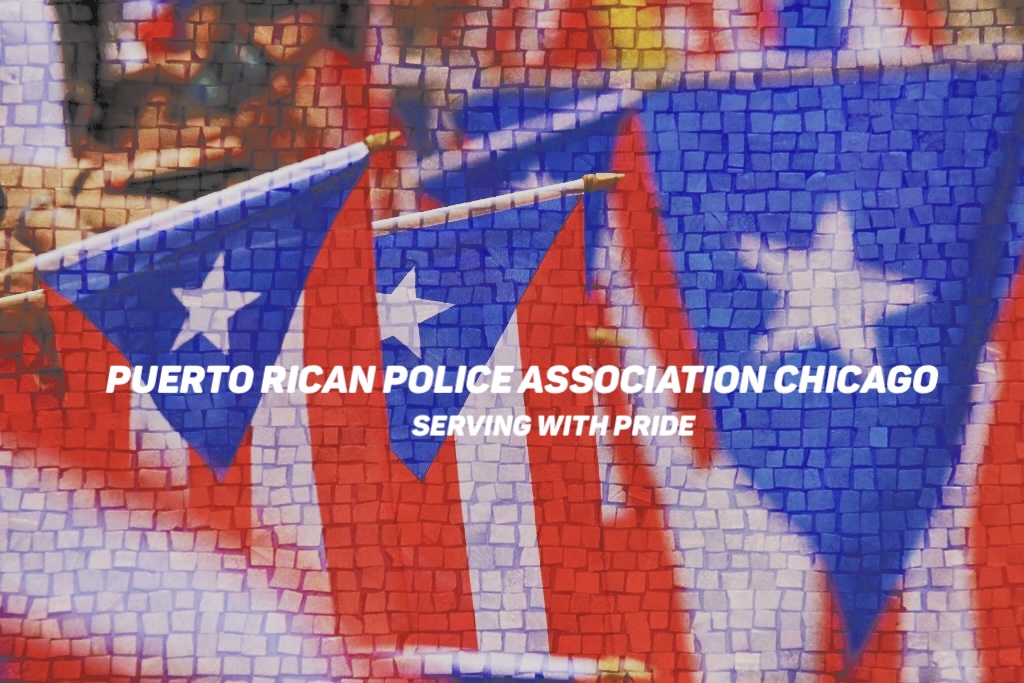 PUERTO RICAN POLICE ASSOCIATION CHICAGO
SERVING WITH PRIDE